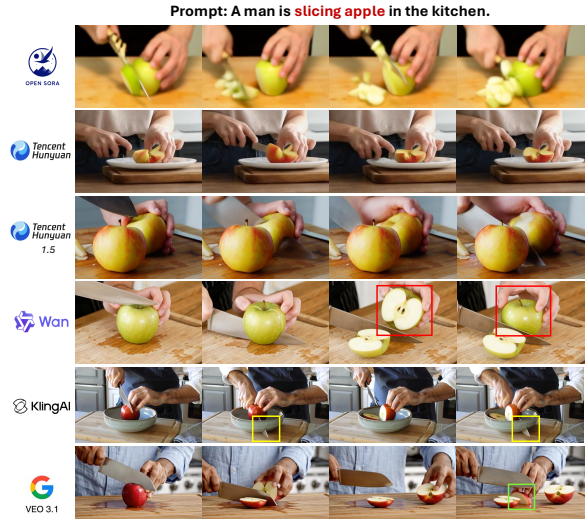 Prompt: A man is slicing apple in the kitchen.
OPEN SORA
Tencent
Hunyuan
Tencent
Hunyuan
1.5
Wan
KlingAI
VEO 3.1